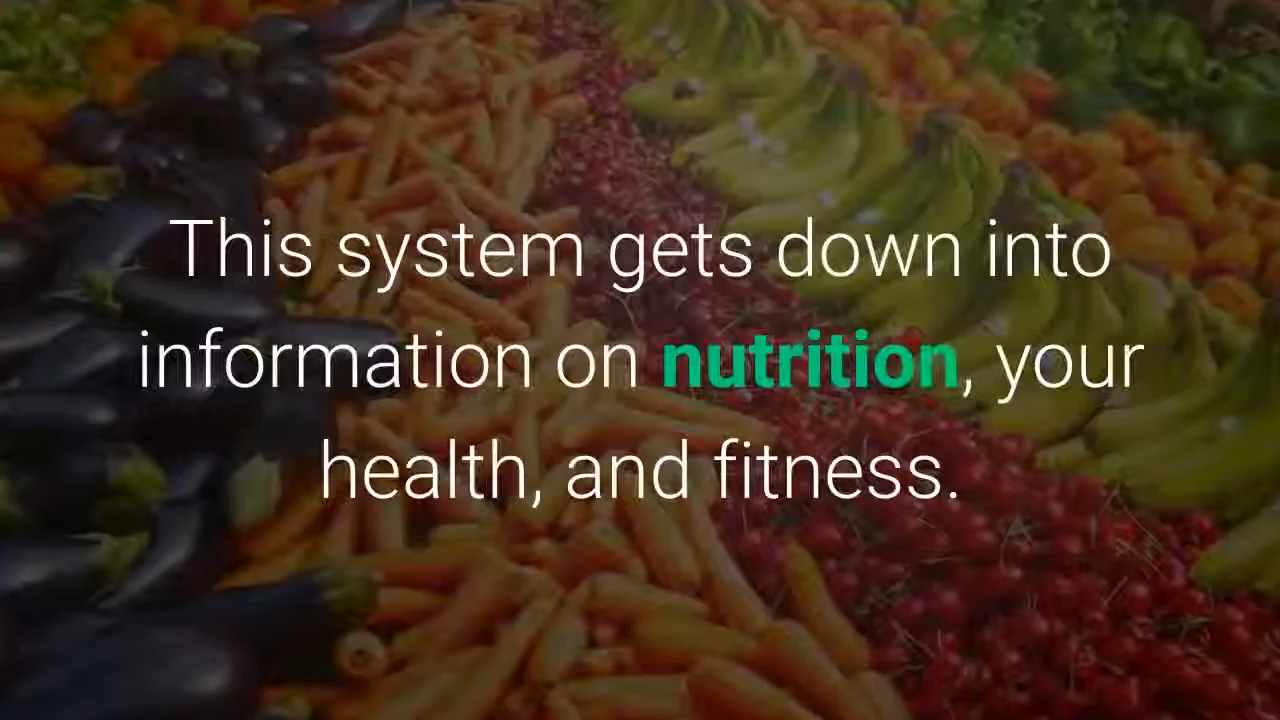 This system gets down into
information on nutrition, your
health, and fitness.